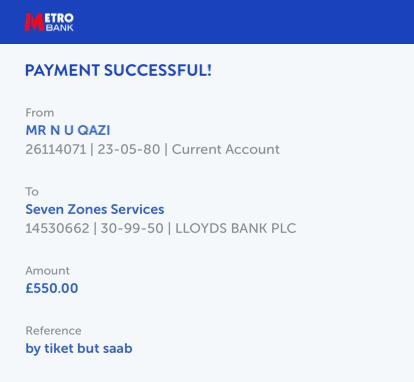 METRO
BANK
PAYMENT SUCCESSFUL!
From
MR N U QAZI
26114071 | 23-05-80 | Current Account
To
Seven Zones Services
14530662 | 30-99-50 | LLOYDS BANK PLC
Amount
£550.00
Reference
by tiket but saab